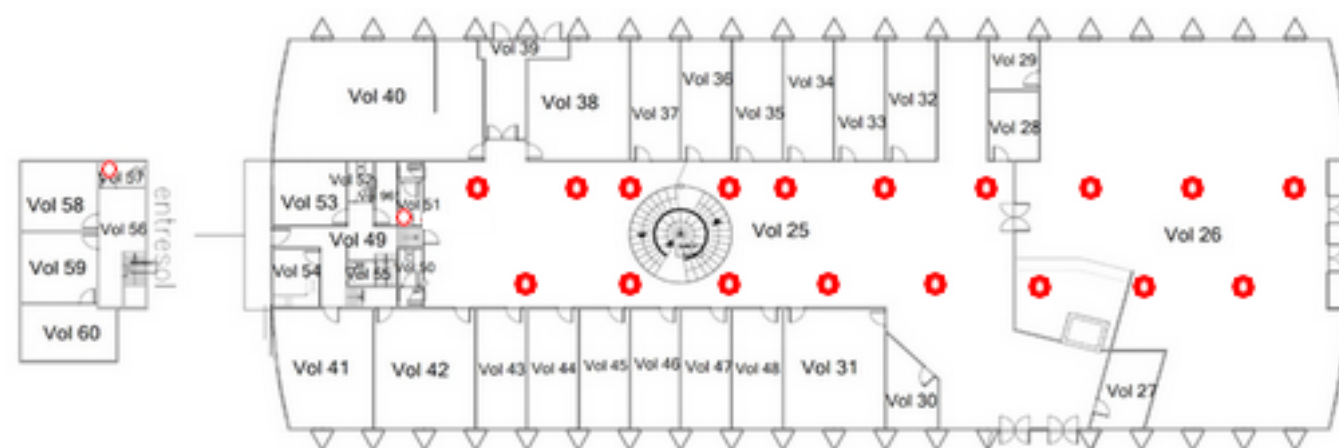 Vol 39
Vol 40
Vol 38
Vol 37
Vol 36
Vol 35
Vol 34
Vol 33
Vol 32
Vol 29
Vol 28
Vol 57
Vol 58
Vol 56
Vol 59
Vol 60
entresol
Vol 53
Vol 52
Vol 51
Vol 49
Vol 54
Vol 55
Vol 50
Vol 25
Vol 26
Vol 41
Vol 42
Vol 43
Vol 44
Vol 45
Vol 46
Vol 47
Vol 48
Vol 31
Vol 30
Vol 27